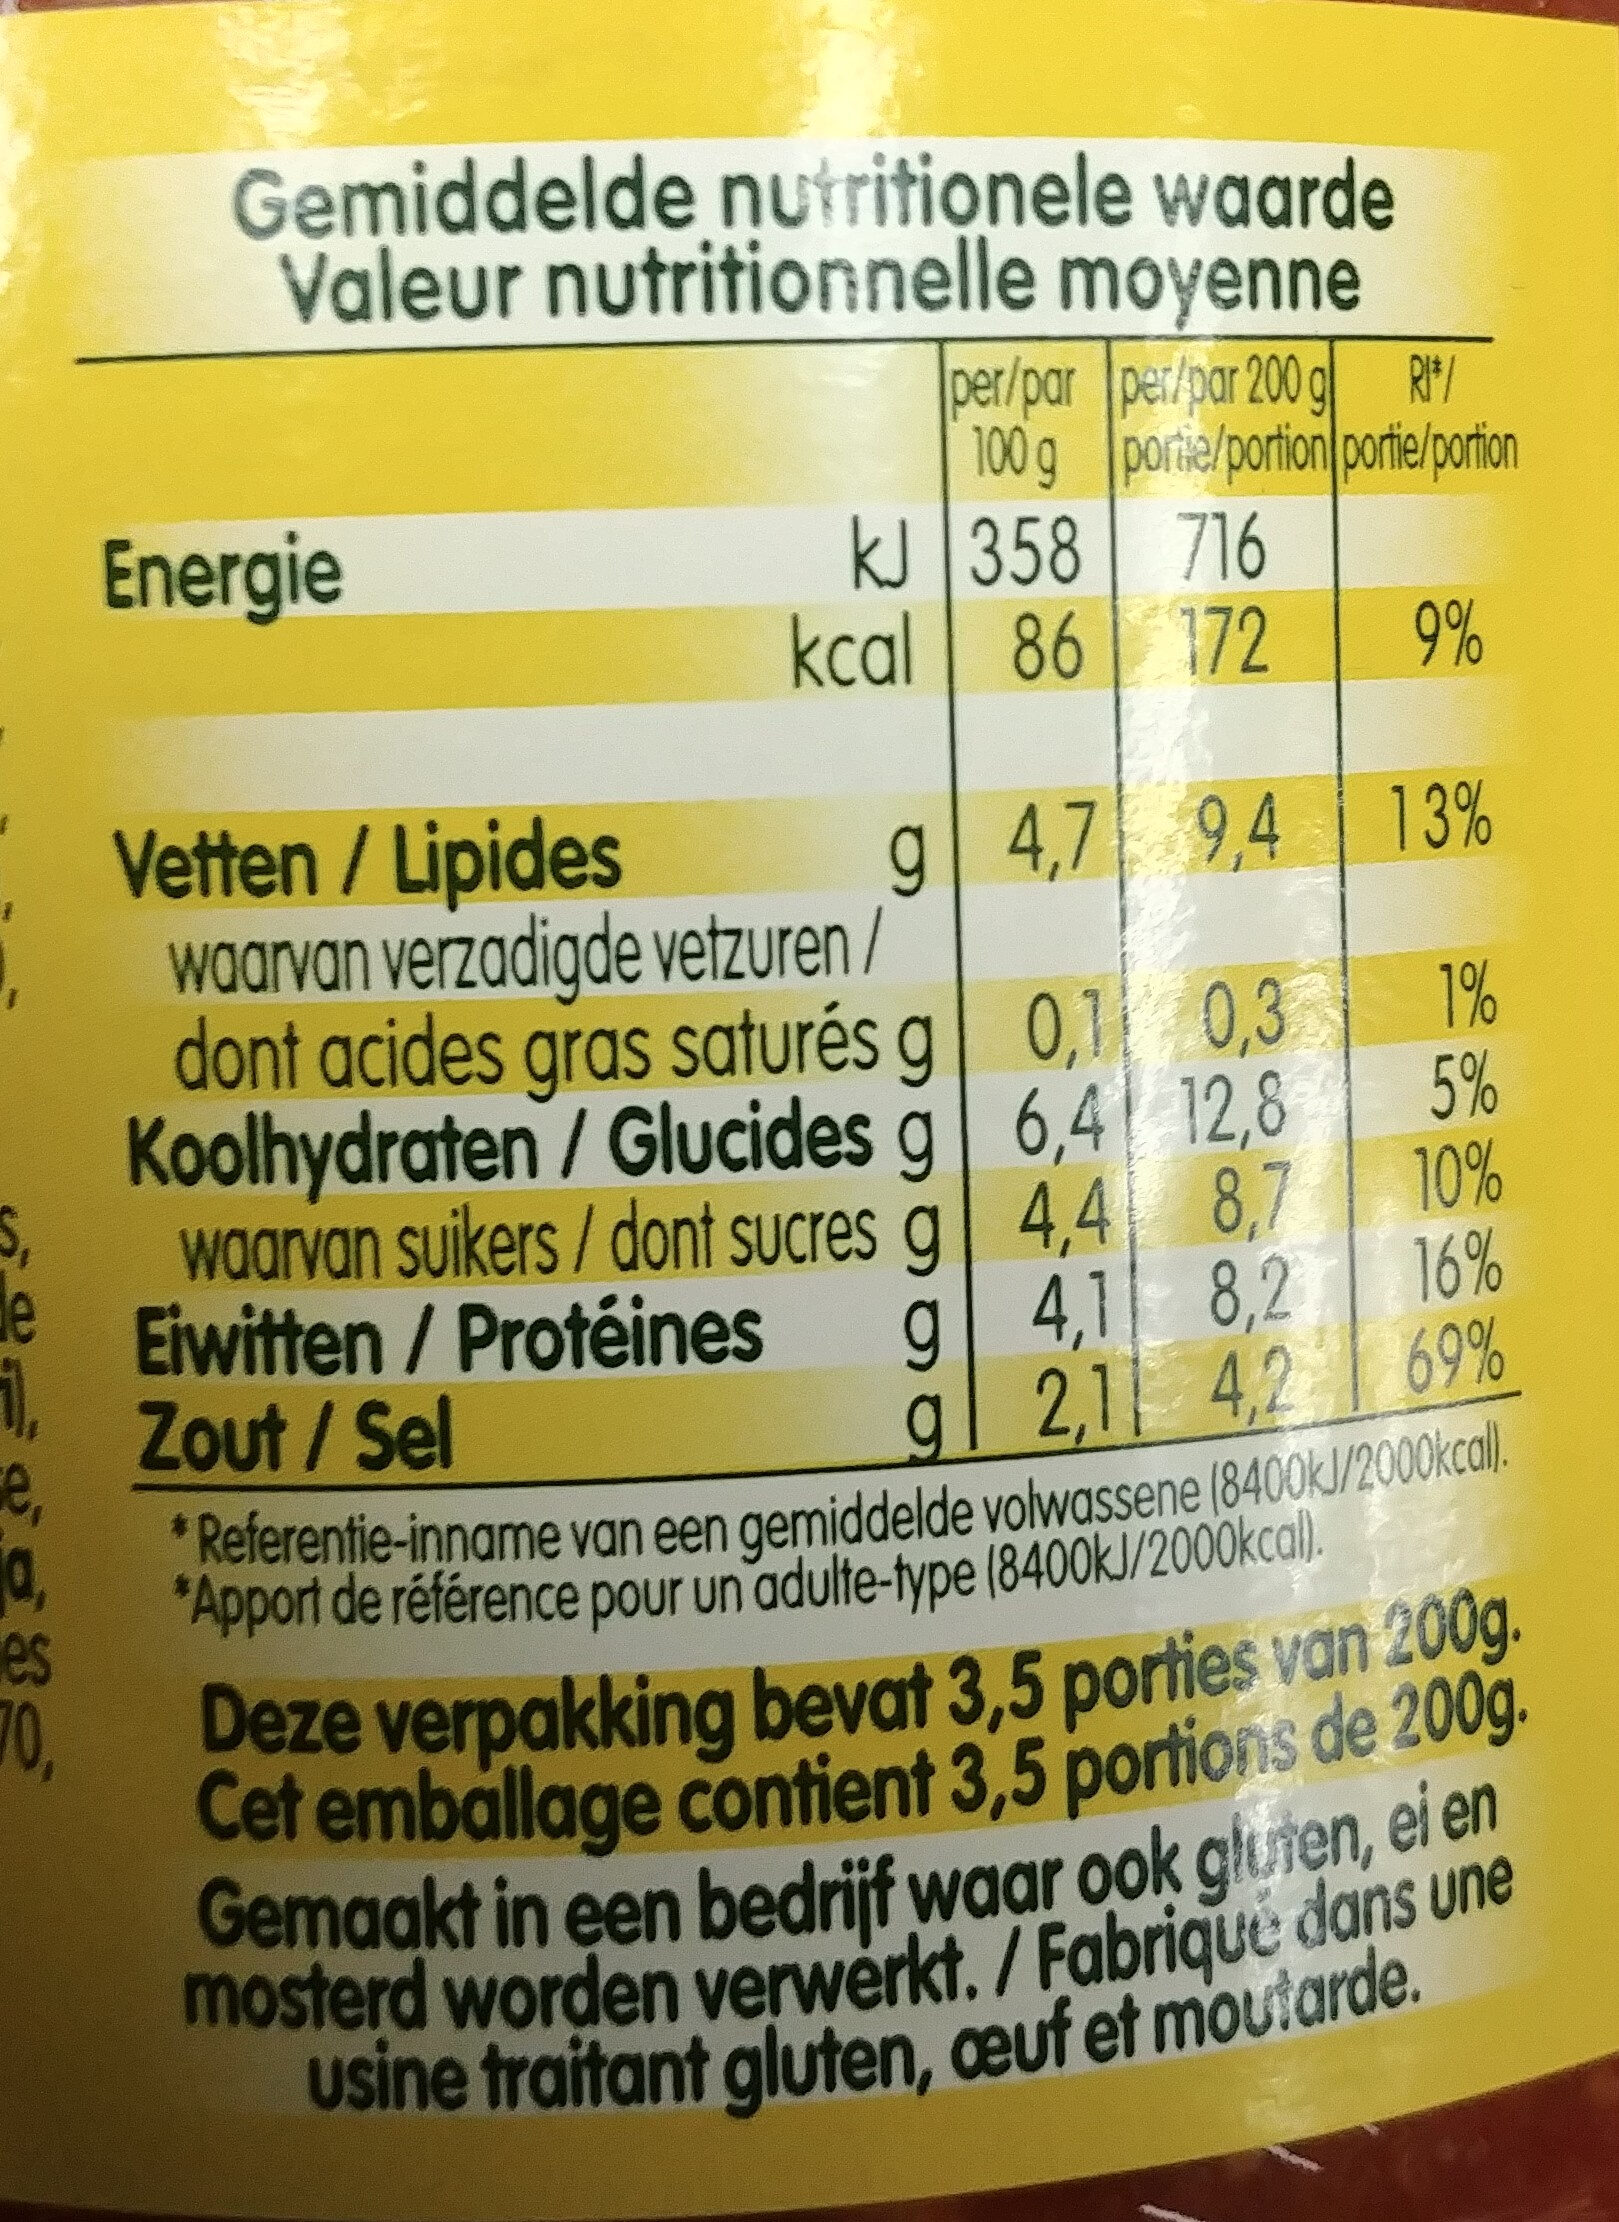 Gemiddelde nutritionele waarde
Valeur nutritionnelle moyenne
per/par 100 g per/par 200 g portie/portion RI*/ portie/portion
Energie kJ 358 716
kcal 86 172 9%
Vetten / Lipides g 4,7 9,4 13%
waarvan verzadigde vetzuren /
dont acides gras saturés g 0,1 0,3 1%
Koolhydraten / Glucides g 6,4 12,8 5%
waarvan suikers / dont sucres g 4,4 8,7 10%
Eiwitten / Protéines g 4,1 8,2 16%
Zout / Sel g 2,1 4,2 69%
*Referentie-inname van een gemiddelde volwassene (8400kJ/2000kcal).
*Apport de référence pour un adulte-type (8400kJ/2000kcal).
Deze verpakking bevat 3,5 porties van 200g.
Cet emballage contient 3,5 portions de 200g.
Gemaakt in een bedrijf waar ook gluten, ei en
mosterd worden verwerkt. / Fabriqué dans une
usine traitant gluten, œuf et moutarde.